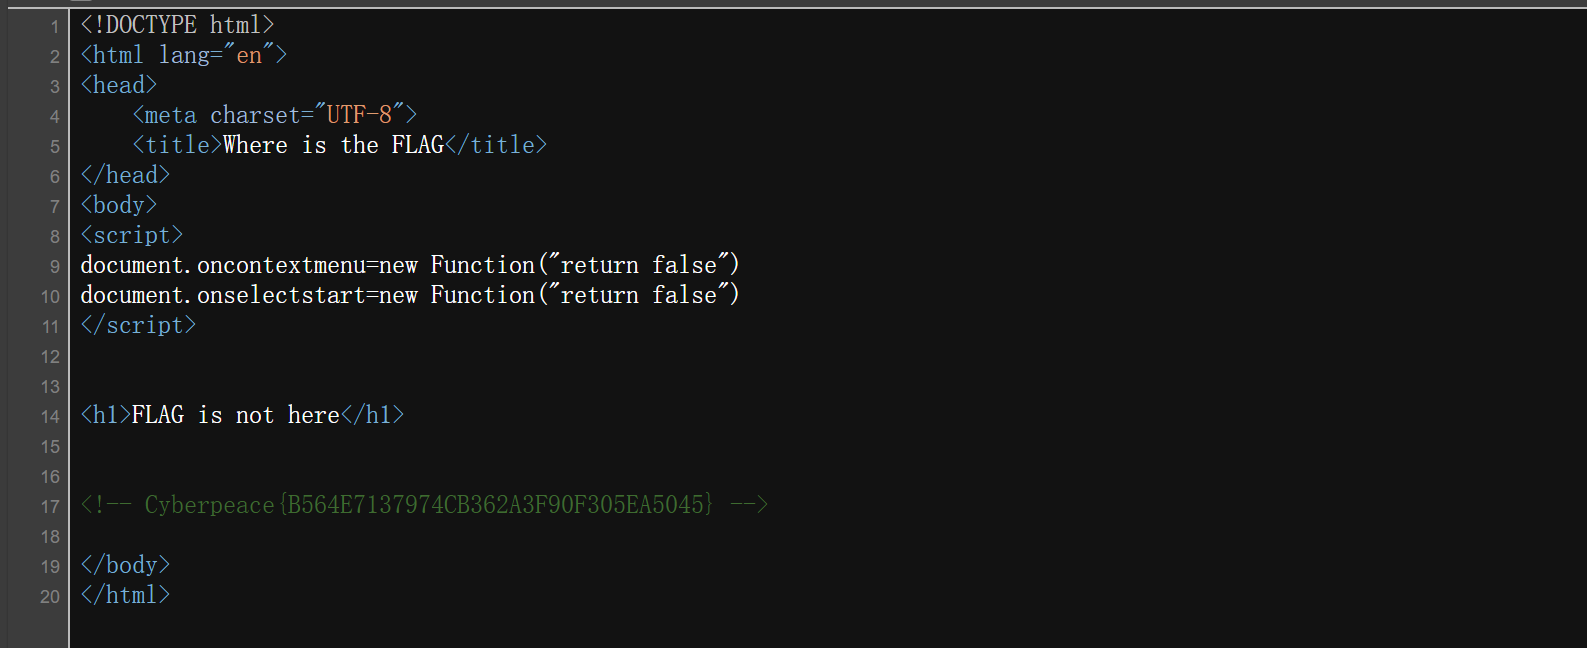 1 <!DOCTYPE html>
2 <html lang="en">
3 <head>
4     <meta charset="UTF-8">
5     <title>Where is the FLAG</title>
6 </head>
7 <body>
8 <script>
9 document.oncontextmenu=new Function("return false")
10 document.onselectstart=new Function("return false")
11 </script>
12
13
14 <h1>FLAG is not here</h1>
15
16
17 <!-- Cyberpeace{B564E7137974CB362A3F90F305EA5045} -->
18
19 </body>
20 </html>